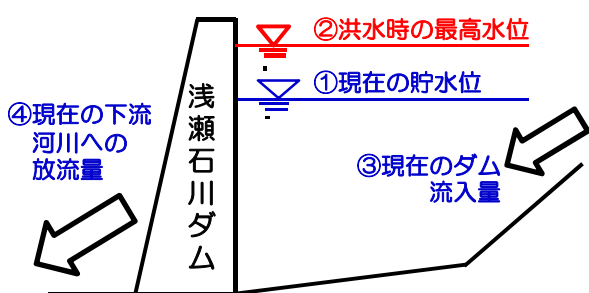 ②洪水時の最高水位
①現在の貯水位
浅瀬石川ダム
④現在の下流
河川への
放流量
③現在のダム
流入量